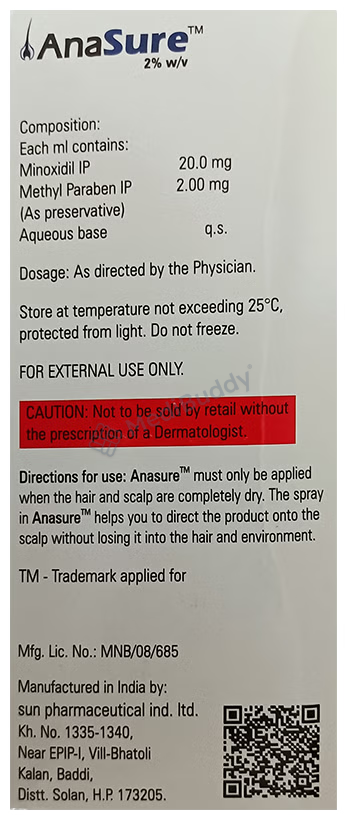 AnaSure™
2% w/v
Composition:
Each ml contains:
Minoxidil IP 20.0 mg
Methyl Paraben IP 2.00 mg
(As preservative)
Aqueous base q.s.
Dosage: As directed by the Physician.
Store at temperature not exceeding 25°C,
protected from light. Do not freeze.
FOR EXTERNAL USE ONLY.
MediBuddy
CAUTION: Not to be sold by retail without
the prescription of a Dermatologist.
Directions for use: Anasure™ must only be applied
when the hair and scalp are completely dry. The spray
in Anasure™ helps you to direct the product onto the
scalp without losing it into the hair and environment.
TM - Trademark applied for
Mfg. Lic. No.: MNB/08/685
Manufactured in India by:
sun pharmaceutical ind. ltd.
Kh. No. 1335-1340,
Near EPIP-I, Vill-Bhatoli
Kalan, Baddi,
Distt. Solan, H.P. 173205.